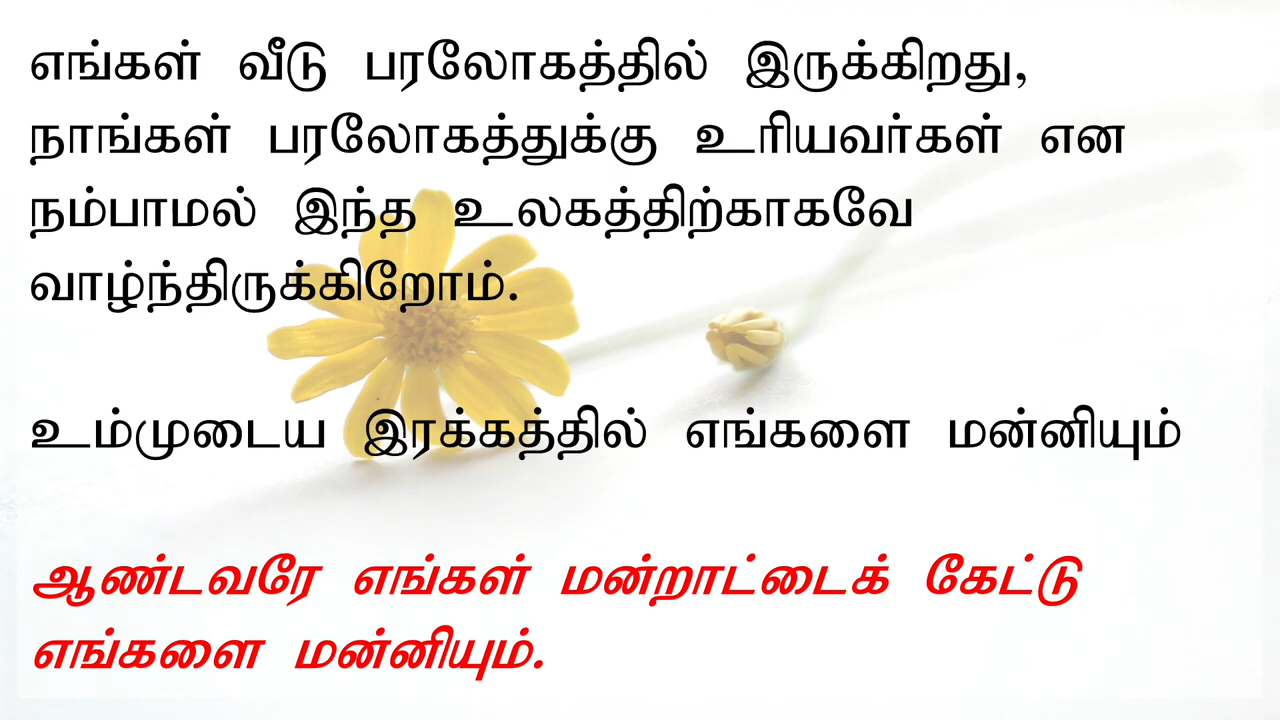 எங்கள் வீடு பரலோகத்தில் இருக்கிறது,
நாங்கள் பரலோகத்துக்கு உரியவர்கள் என
நம்பாமல் இந்த உலகத்திற்காகவே
வாழ்ந்திருக்கிறோம்.
உம்முடைய இரக்கத்தில் எங்களை மன்னியும்
ஆண்டவரே எங்கள் மன்றாட்டைக் கேட்டு
எங்களை மன்னியும்.